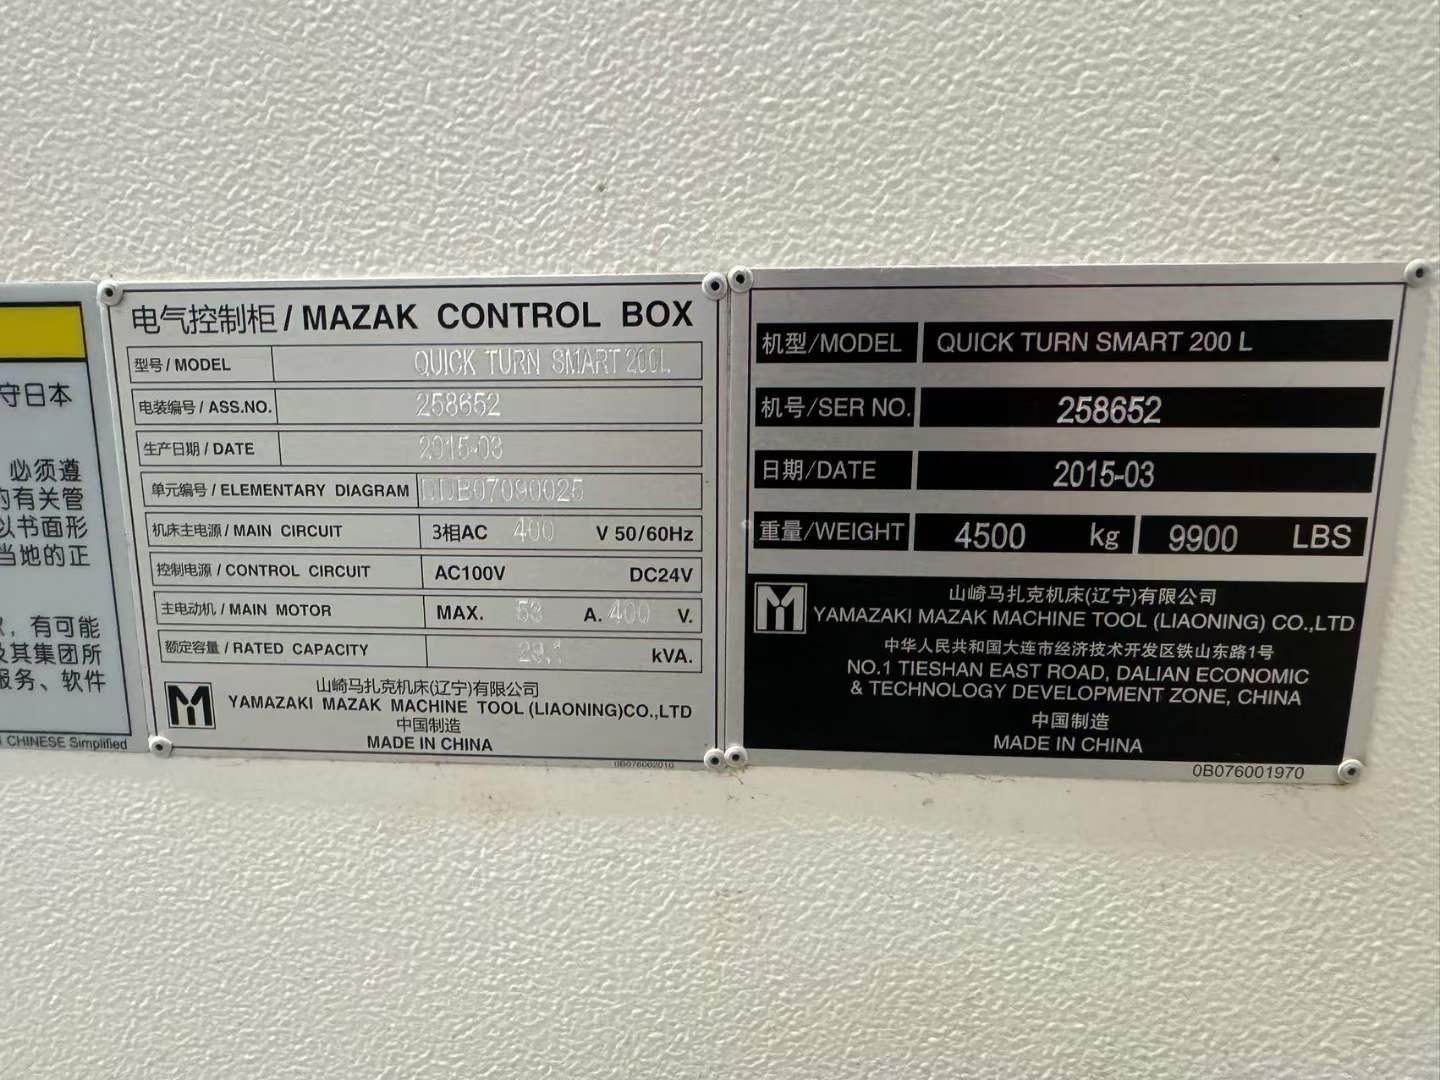 守日本
必须遵
的有关管
以书面形
当地的正
有可能
及其集团所
服务、软件
CHINESE Simplified
电气控制柜 / MAZAK CONTROL BOX
型号 / MODEL QUICK TURN SMART 200L
电装编号 / ASS.NO. 258652
生产日期 / DATE 2015-03
单元编号 / ELEMENTARY DIAGRAM DDB07090025
机床主电源 / MAIN CIRCUIT 3相AC 400 V 50/60Hz
控制电源 / CONTROL CIRCUIT AC100V DC24V
主电动机 / MAIN MOTOR MAX. 53 A. 400 V.
额定容量 / RATED CAPACITY 29.1 kVA.
山崎马扎克机床(辽宁)有限公司
YAMAZAKI MAZAK MACHINE TOOL (LIAONING)CO.,LTD
中国制造
MADE IN CHINA
0B076002010
机型/MODEL QUICK TURN SMART 200 L
机号/SER NO. 258652
日期/DATE 2015-03
重量/WEIGHT 4500 kg 9900 LBS
山崎马扎克机床(辽宁)有限公司
YAMAZAKI MAZAK MACHINE TOOL (LIAONING) CO.,LTD
中华人民共和国大连市经济技术开发区铁山东路1号
NO.1 TIESHAN EAST ROAD, DALIAN ECONOMIC
& TECHNOLOGY DEVELOPMENT ZONE, CHINA
中国制造
MADE IN CHINA
0B076001970